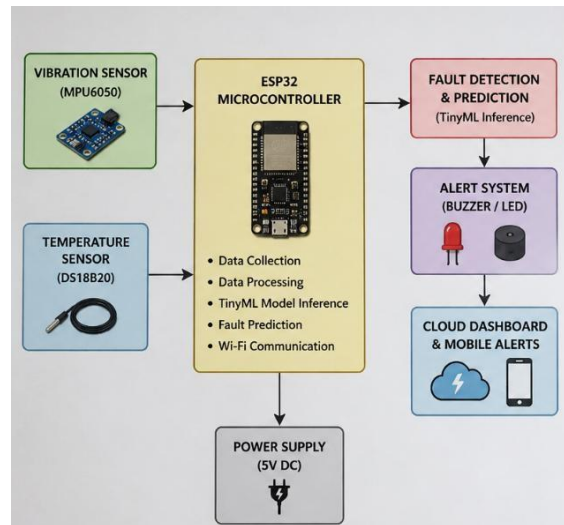 VIBRATION SENSOR
(MPU6050)
TEMPERATURE
SENSOR
(DS18B20)
ESP32
MICROCONTROLLER
• Data Collection
• Data Processing
• TinyML Model Inference
• Fault Prediction
• Wi-Fi Communication
POWER SUPPLY
(5V DC)
FAULT DETECTION
& PREDICTION
(TinyML Inference)
ALERT SYSTEM
(BUZZER / LED)
CLOUD DASHBOARD
& MOBILE ALERTS